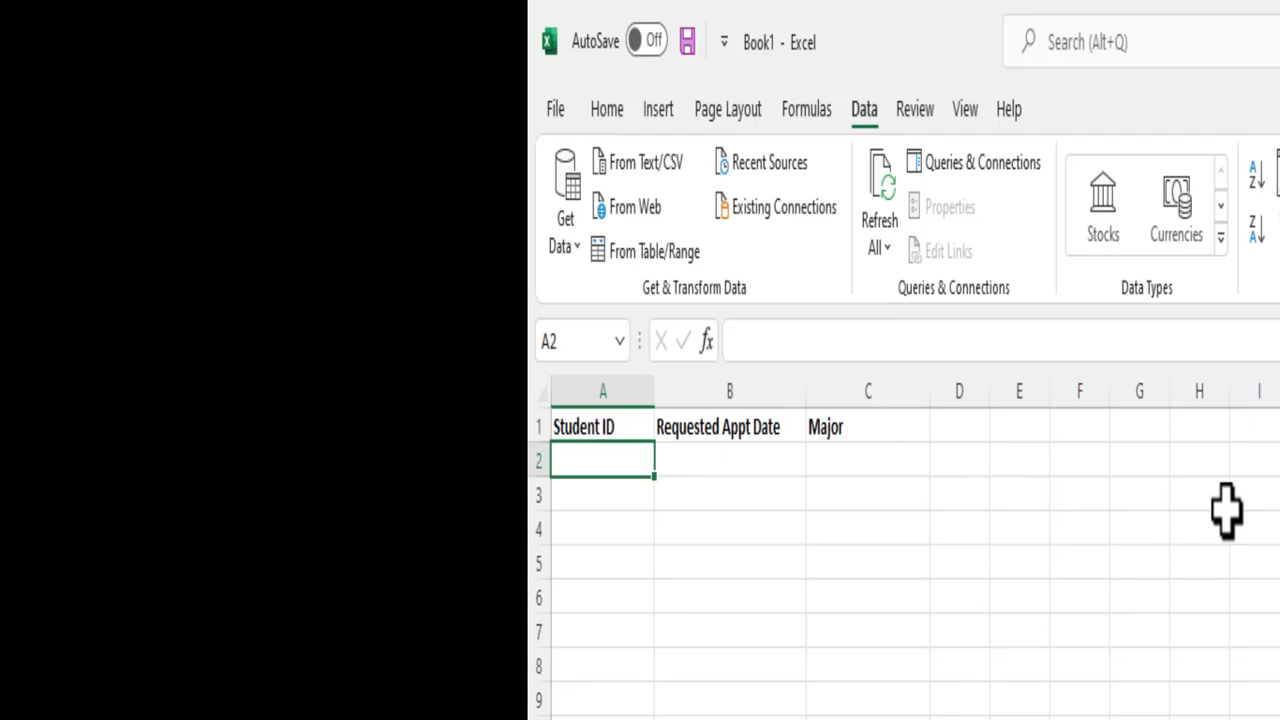 AutoSave Off Book1 - Excel Search (Alt+Q)
File Home Insert Page Layout Formulas Data Review View Help
From Text/CSV Recent Sources Queries & Connections
Get Data From Web Existing Connections Refresh All Properties Stocks Currencies
From Table/Range Edit Links
Get & Transform Data Queries & Connections Data Types
A2 fx
A B C D E F G H I
1 Student ID Requested Appt Date Major
2
3
4
5
6
7
8
9